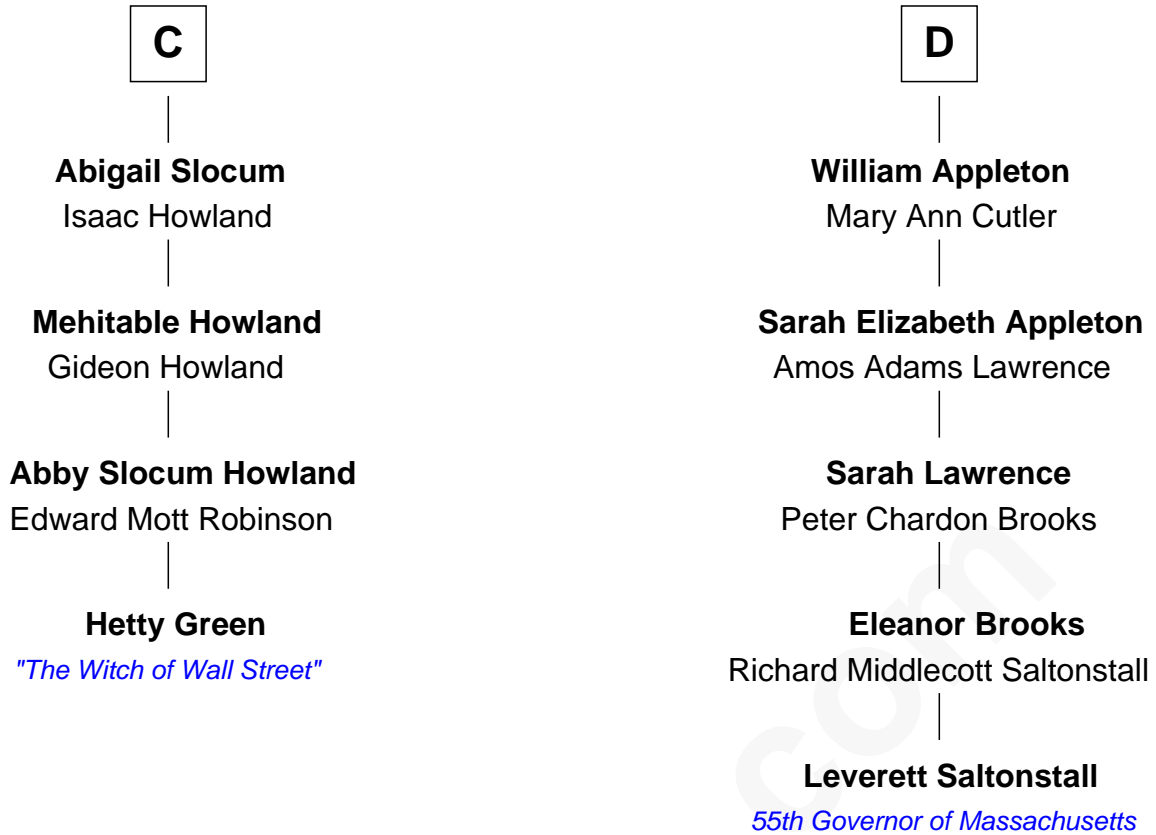 C
Abigail Slocum
Isaac Howland
Mehitable Howland
Gideon Howland
Abby Slocum Howland
Edward Mott Robinson
Hetty Green
"The Witch of Wall Street"
D
William Appleton
Mary Ann Cutler
Sarah Elizabeth Appleton
Amos Adams Lawrence
Sarah Lawrence
Peter Chardon Brooks
Eleanor Brooks
Richard Middlecott Saltonstall
Leverett Saltonstall
55th Governor of Massachusetts
com